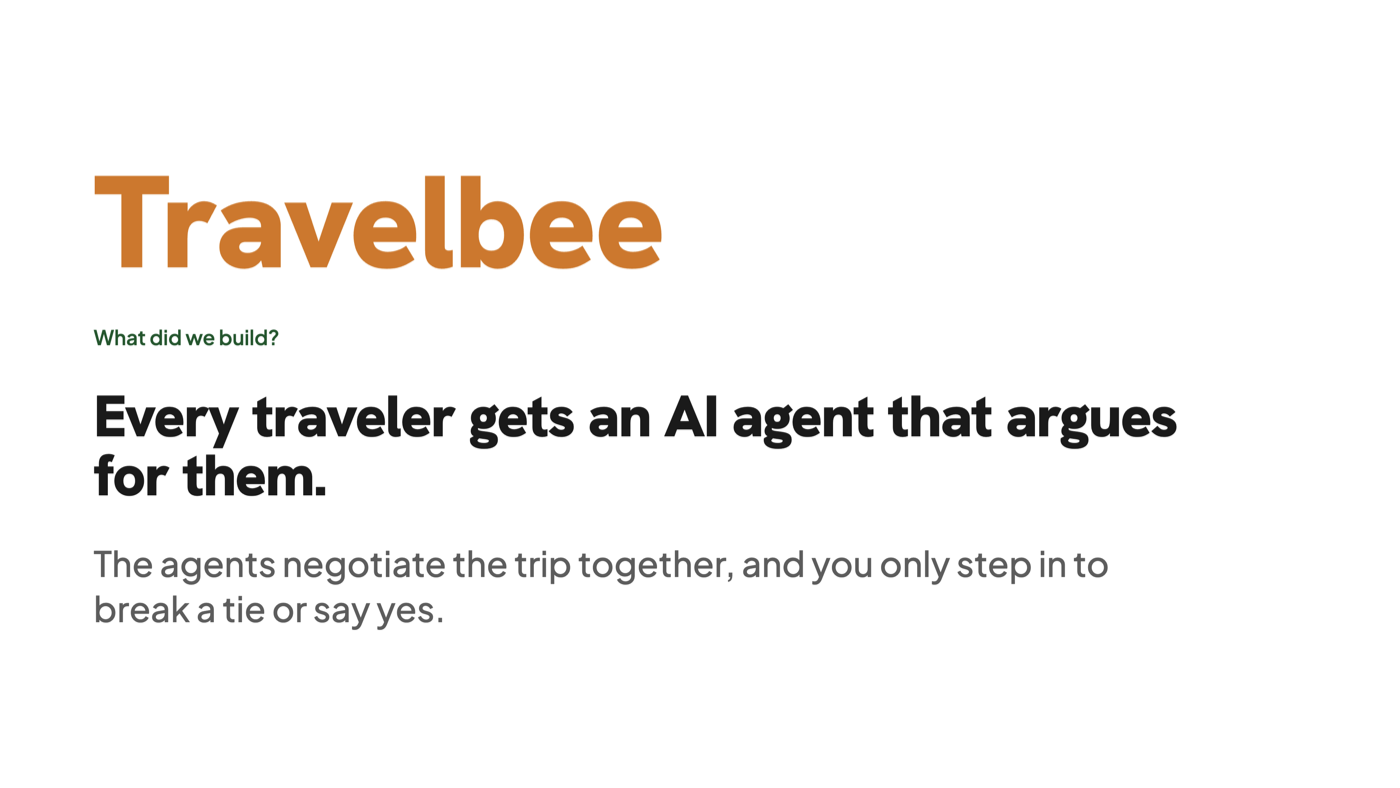 Travelbee
What did we build?
Every traveler gets an AI agent that argues
for them.
The agents negotiate the trip together, and you only step in to
break a tie or say yes.